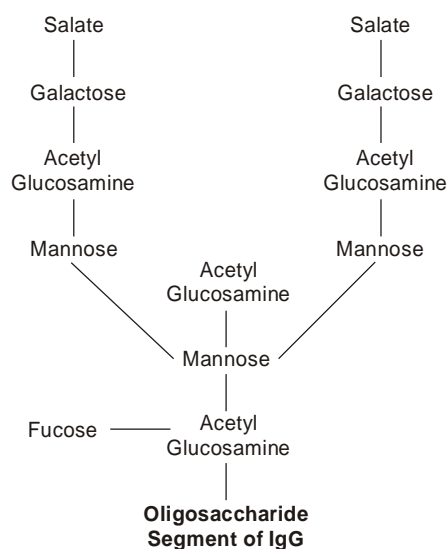 Salate
Salate
Galactose
Galactose
Acetyl
Glucosamine
Acetyl
Glucosamine
Mannose
Mannose
Acetyl
Glucosamine
Mannose
Fucose
Acetyl
Glucosamine
Oligosaccharide
Segment of IgG